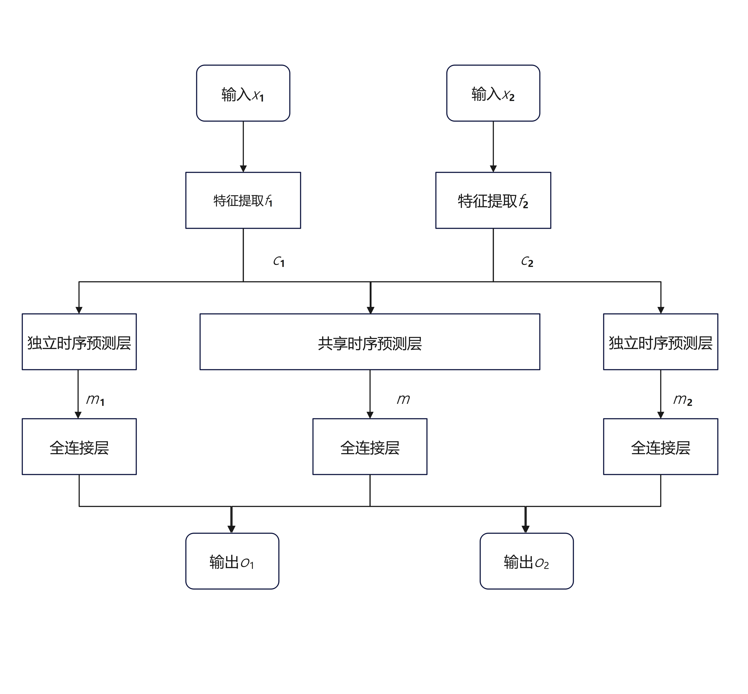 输入x1
输入x2
特征提取f1
特征提取f2
c1
c2
独立时序预测层
共享时序预测层
独立时序预测层
m1
m
m2
全连接层
全连接层
全连接层
输出o1
输出o2